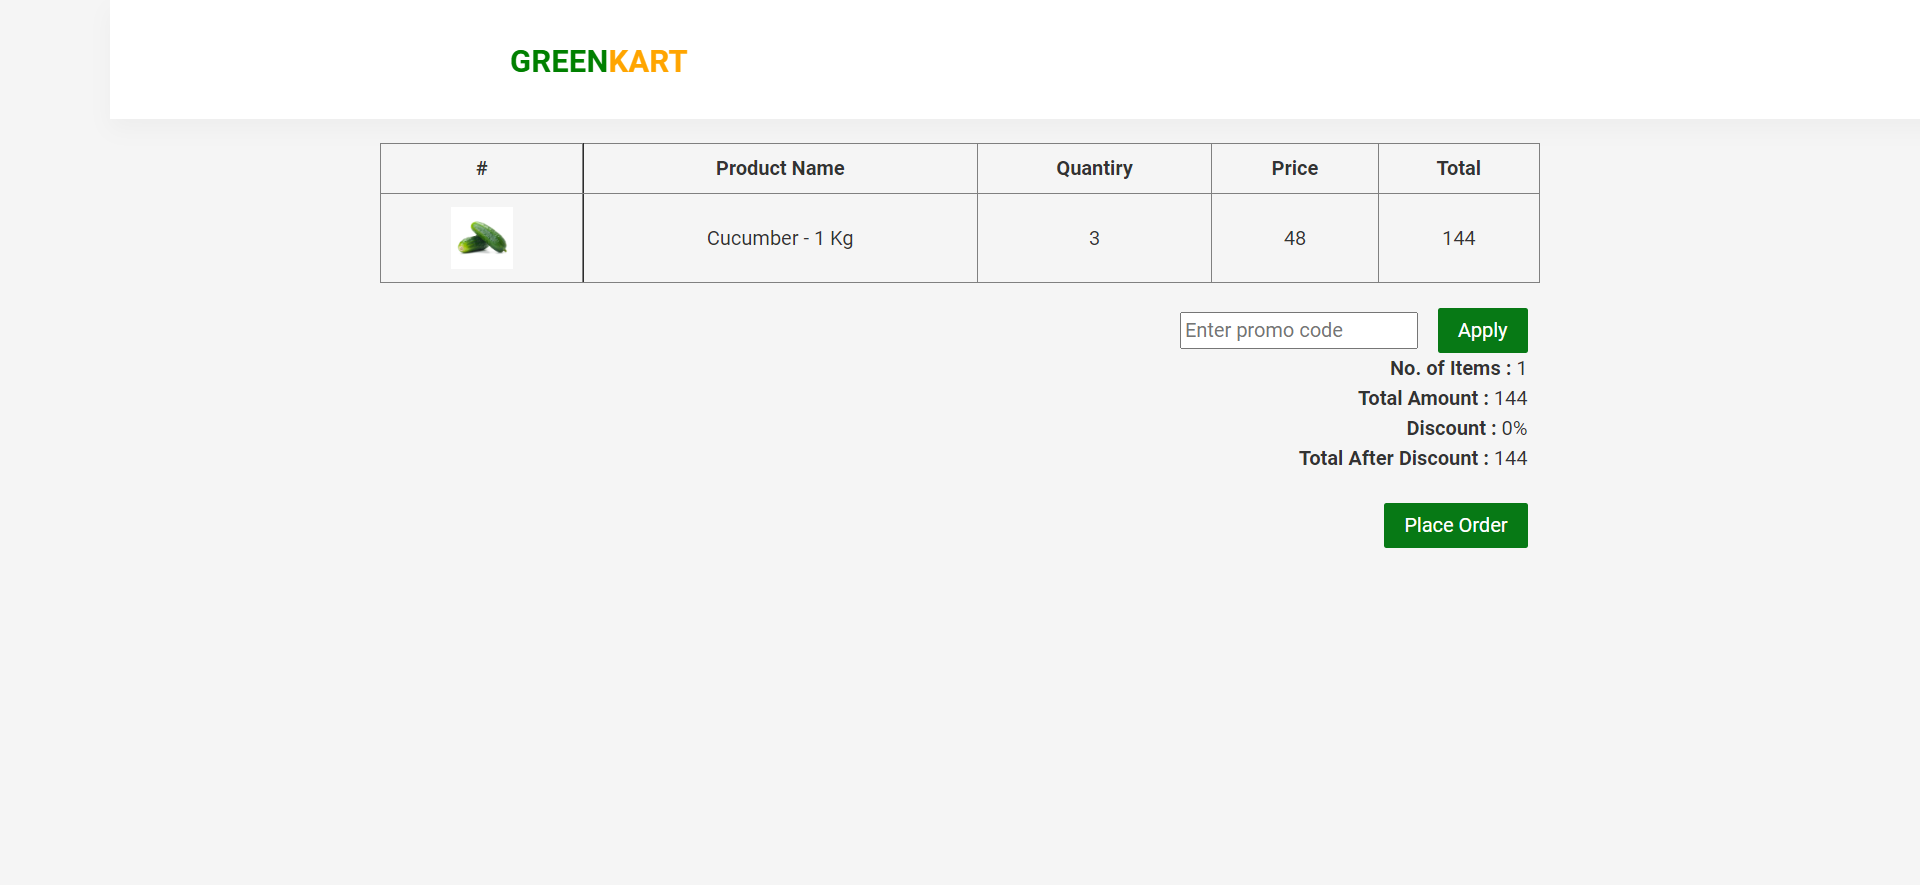 GREENKART
# Product Name Quantiry Price Total
Cucumber - 1 Kg 3 48 144
Enter promo code Apply
No. of Items : 1
Total Amount : 144
Discount : 0%
Total After Discount : 144
Place Order